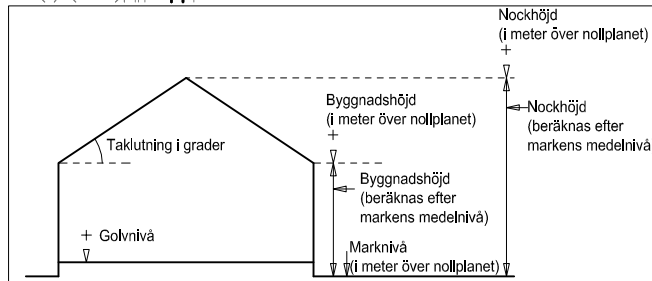 Nockhöjd
(i meter över nollplanet)
+
Byggnadshöjd
(i meter över nollplanet)
+
Nockhöjd
(beräknas efter
markens medelnivå
Taklutning i grader
Byggnadshöjd
(beräknas efter
markens medelnivå)
+ Golvnivå
Marknivå
(i meter över nollplanet)